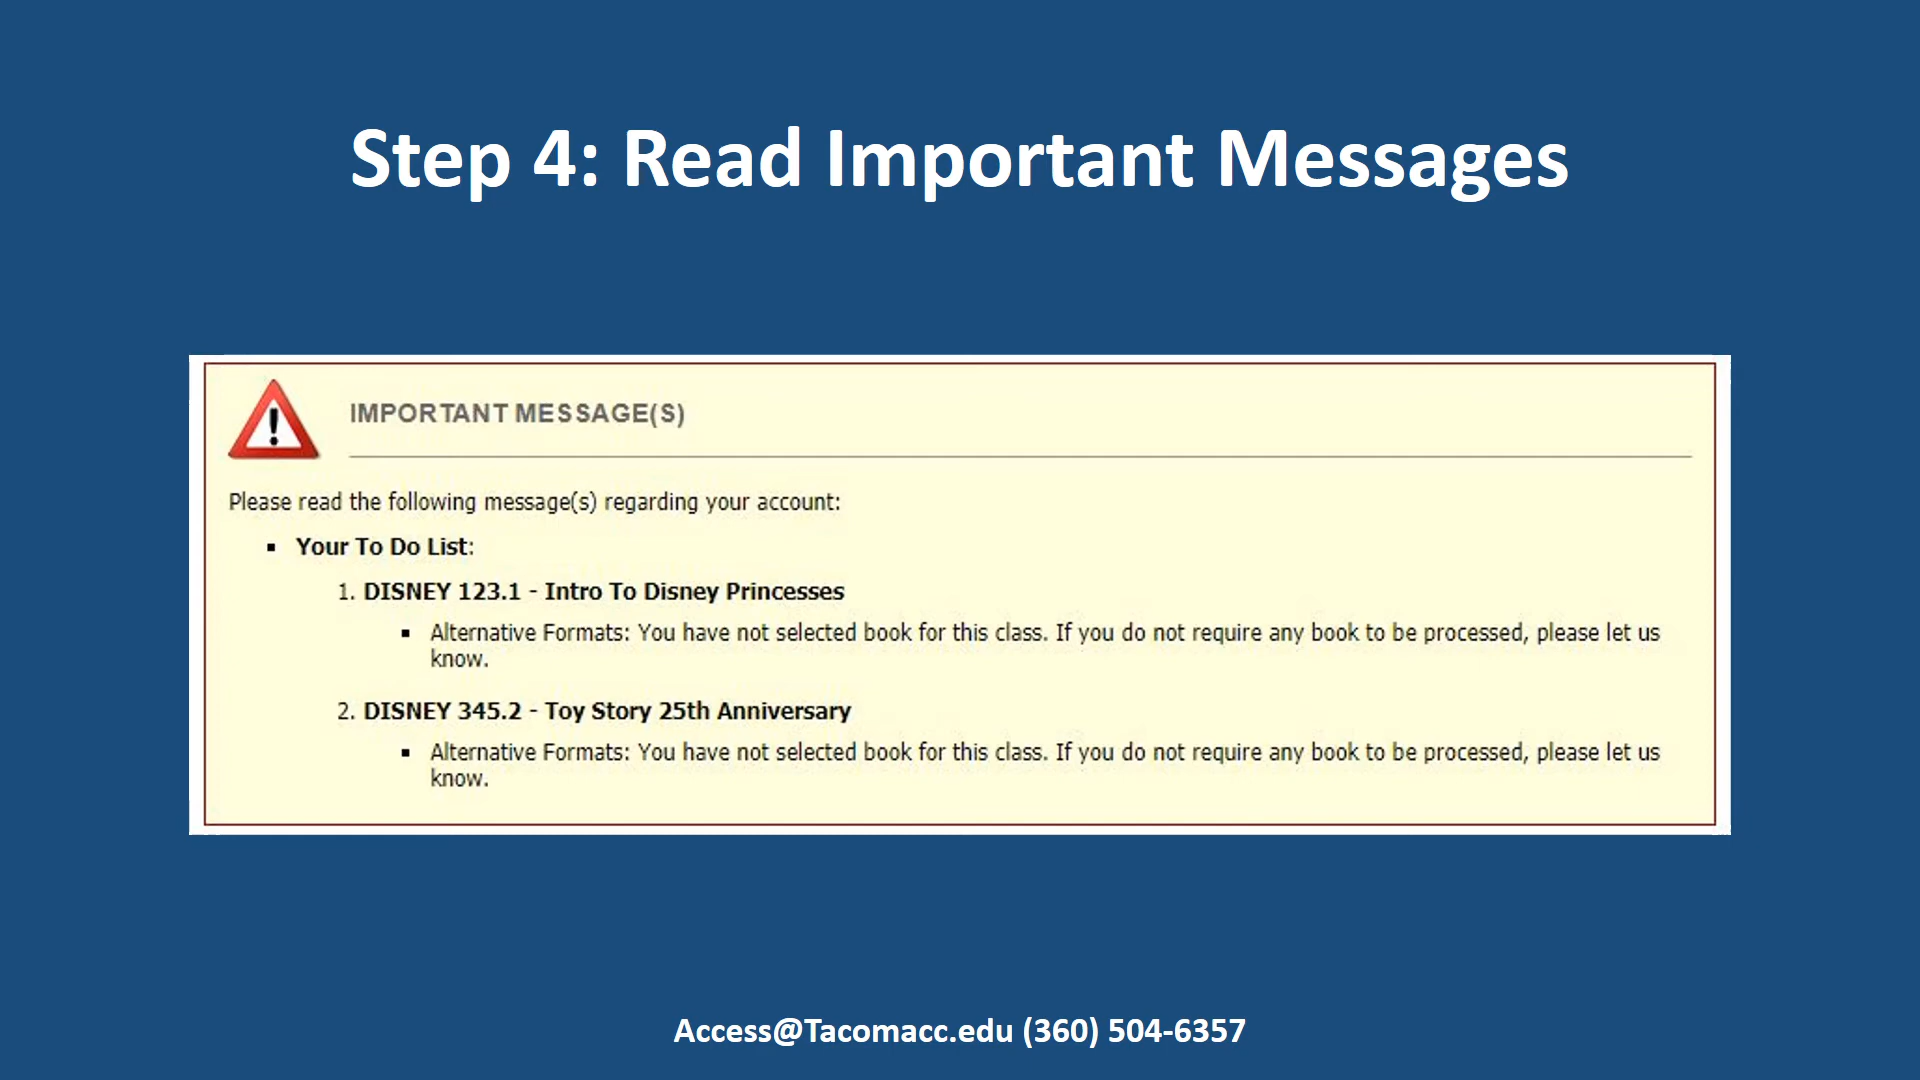 Step 4: Read Important Messages
IMPORTANT MESSAGE(S)
Please read the following message(s) regarding your account:
▪ Your To Do List:
1. DISNEY 123.1 - Intro To Disney Princesses
▪ Alternative Formats: You have not selected book for this class. If you do not require any book to be processed, please let us
know.
2. DISNEY 345.2 - Toy Story 25th Anniversary
▪ Alternative Formats: You have not selected book for this class. If you do not require any book to be processed, please let us
know.
Access@Tacomacc.edu (360) 504-6357